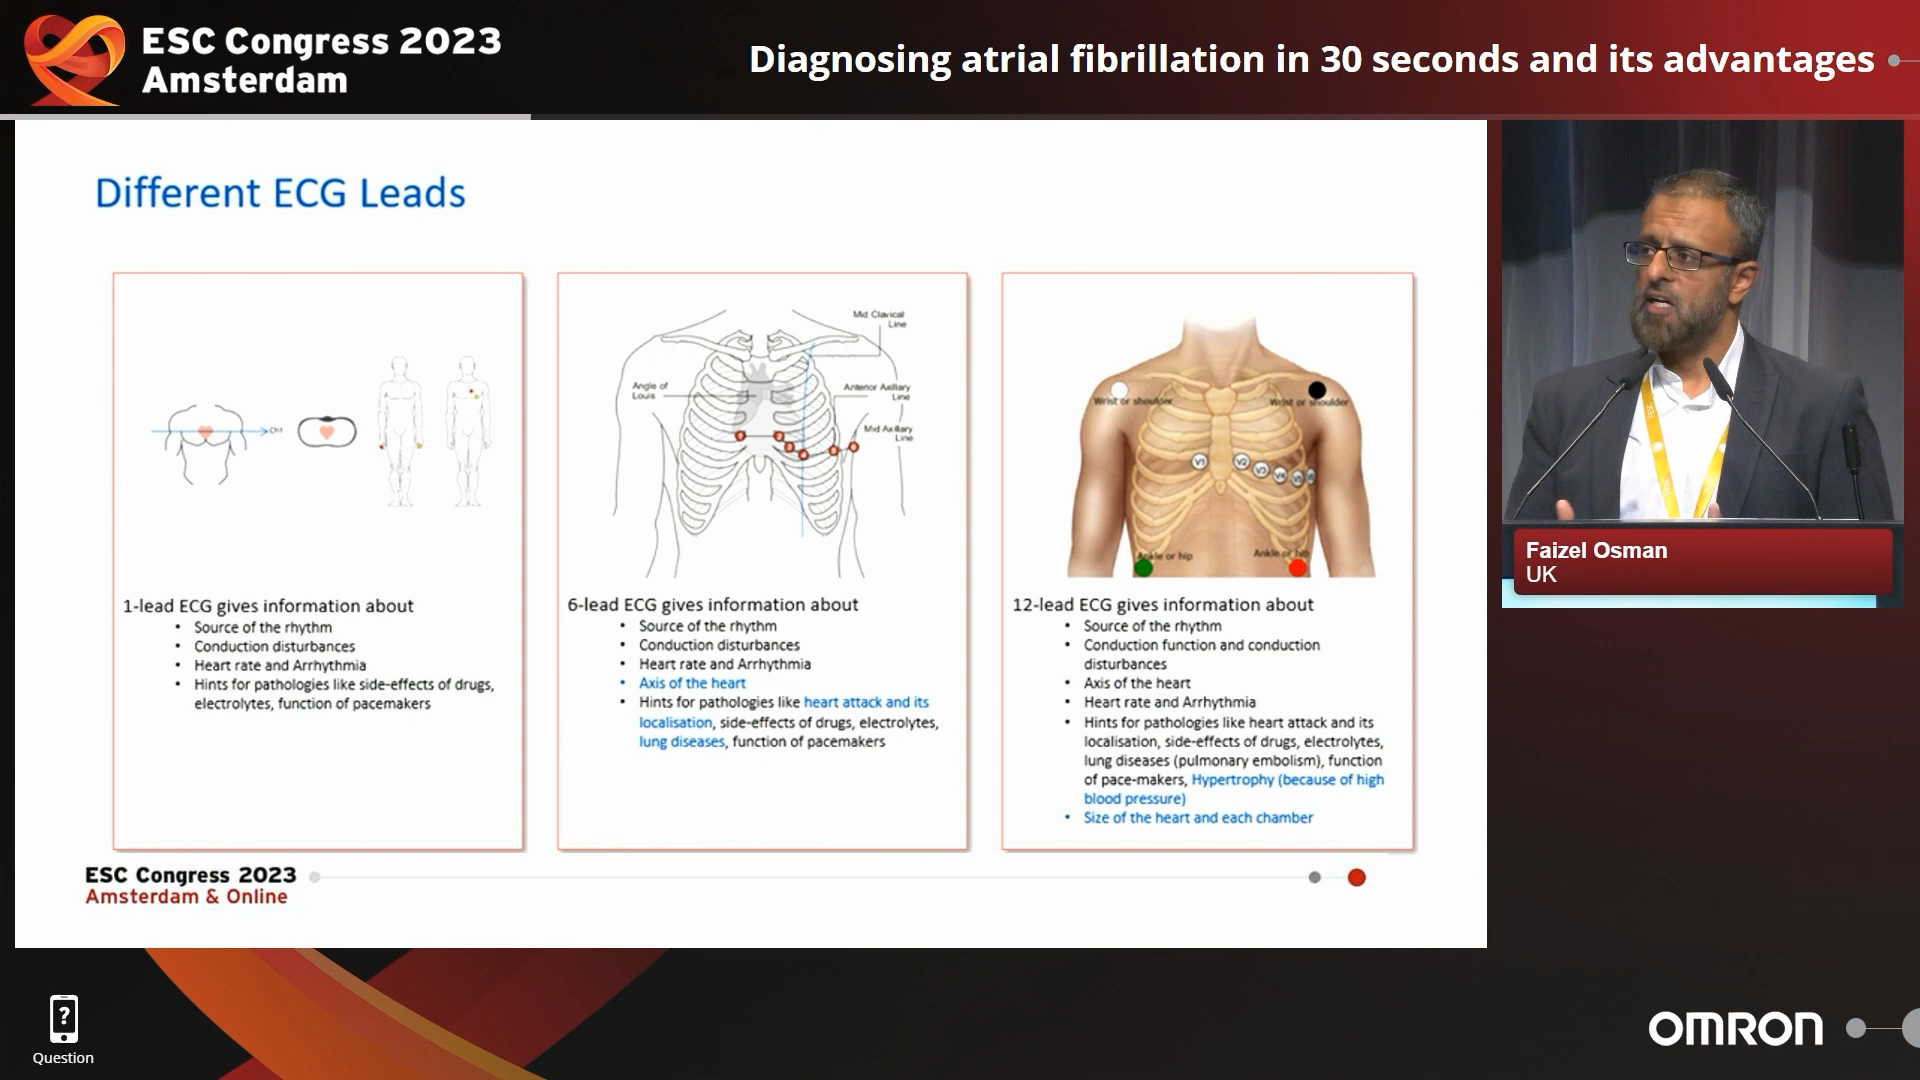 ESC Congress 2023
Amsterdam
Diagnosing atrial fibrillation in 30 seconds and its advantages
Different ECG Leads
Ch1
1-lead ECG gives information about
• Source of the rhythm
• Conduction disturbances
• Heart rate and Arrhythmia
• Hints for pathologies like side-effects of drugs,
electrolytes, function of pacemakers
Mid Clavical
Line
Angle of
Louis
Anterior Axillary
Line
Mid Axillary
Line
6-lead ECG gives information about
• Source of the rhythm
• Conduction disturbances
• Heart rate and Arrhythmia
• Axis of the heart
• Hints for pathologies like heart attack and its
localisation, side-effects of drugs, electrolytes,
lung diseases, function of pacemakers
Wrist or shoulder
Wrist or shoulder
V1
V2
V3
V4
V5
Ankle or hip
Ankle or hip
12-lead ECG gives information about
• Source of the rhythm
• Conduction function and conduction
disturbances
• Axis of the heart
• Heart rate and Arrhythmia
• Hints for pathologies like heart attack and its
localisation, side-effects of drugs, electrolytes,
lung diseases (pulmonary embolism), function
of pace-makers, Hypertrophy (because of high
blood pressure)
• Size of the heart and each chamber
ESC Congress 2023
Amsterdam & Online
Faizel Osman
UK
?
Question
OMRON